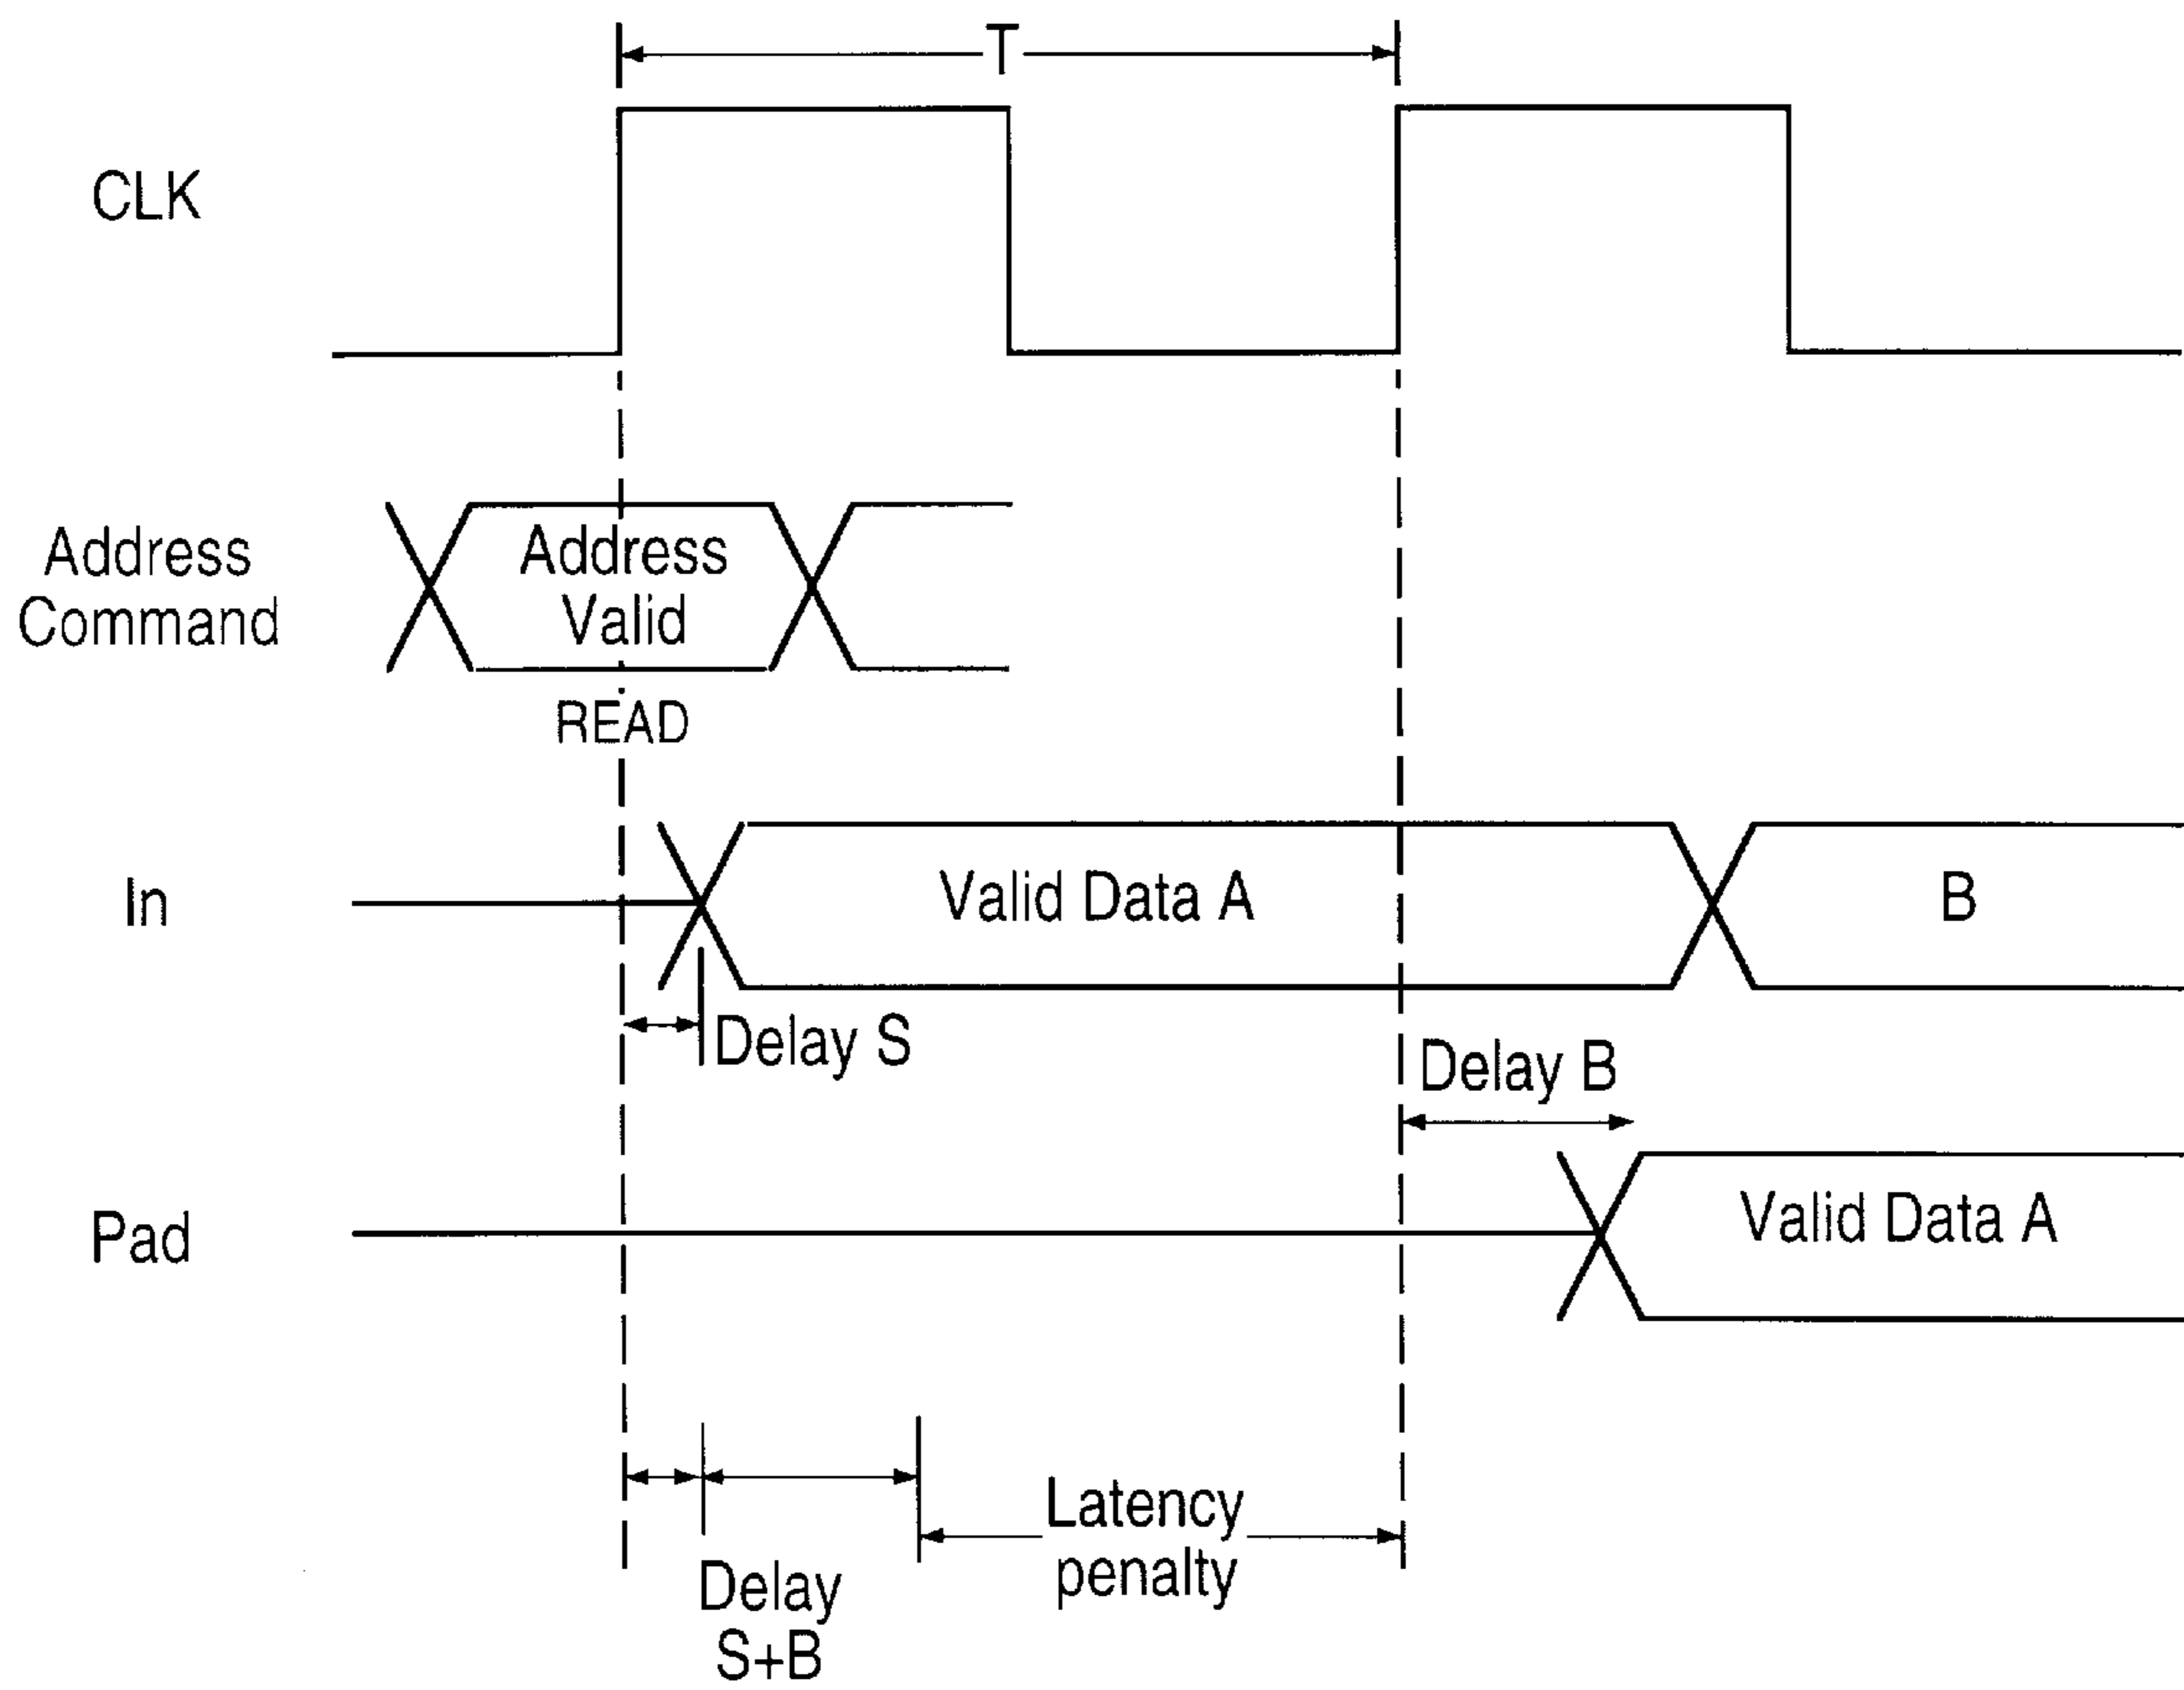 T
CLK
Address
Command
Address
Valid
READ
In
Valid Data A
B
Delay S
Delay B
Pad
Valid Data A
Latency
penalty
Delay
S+B